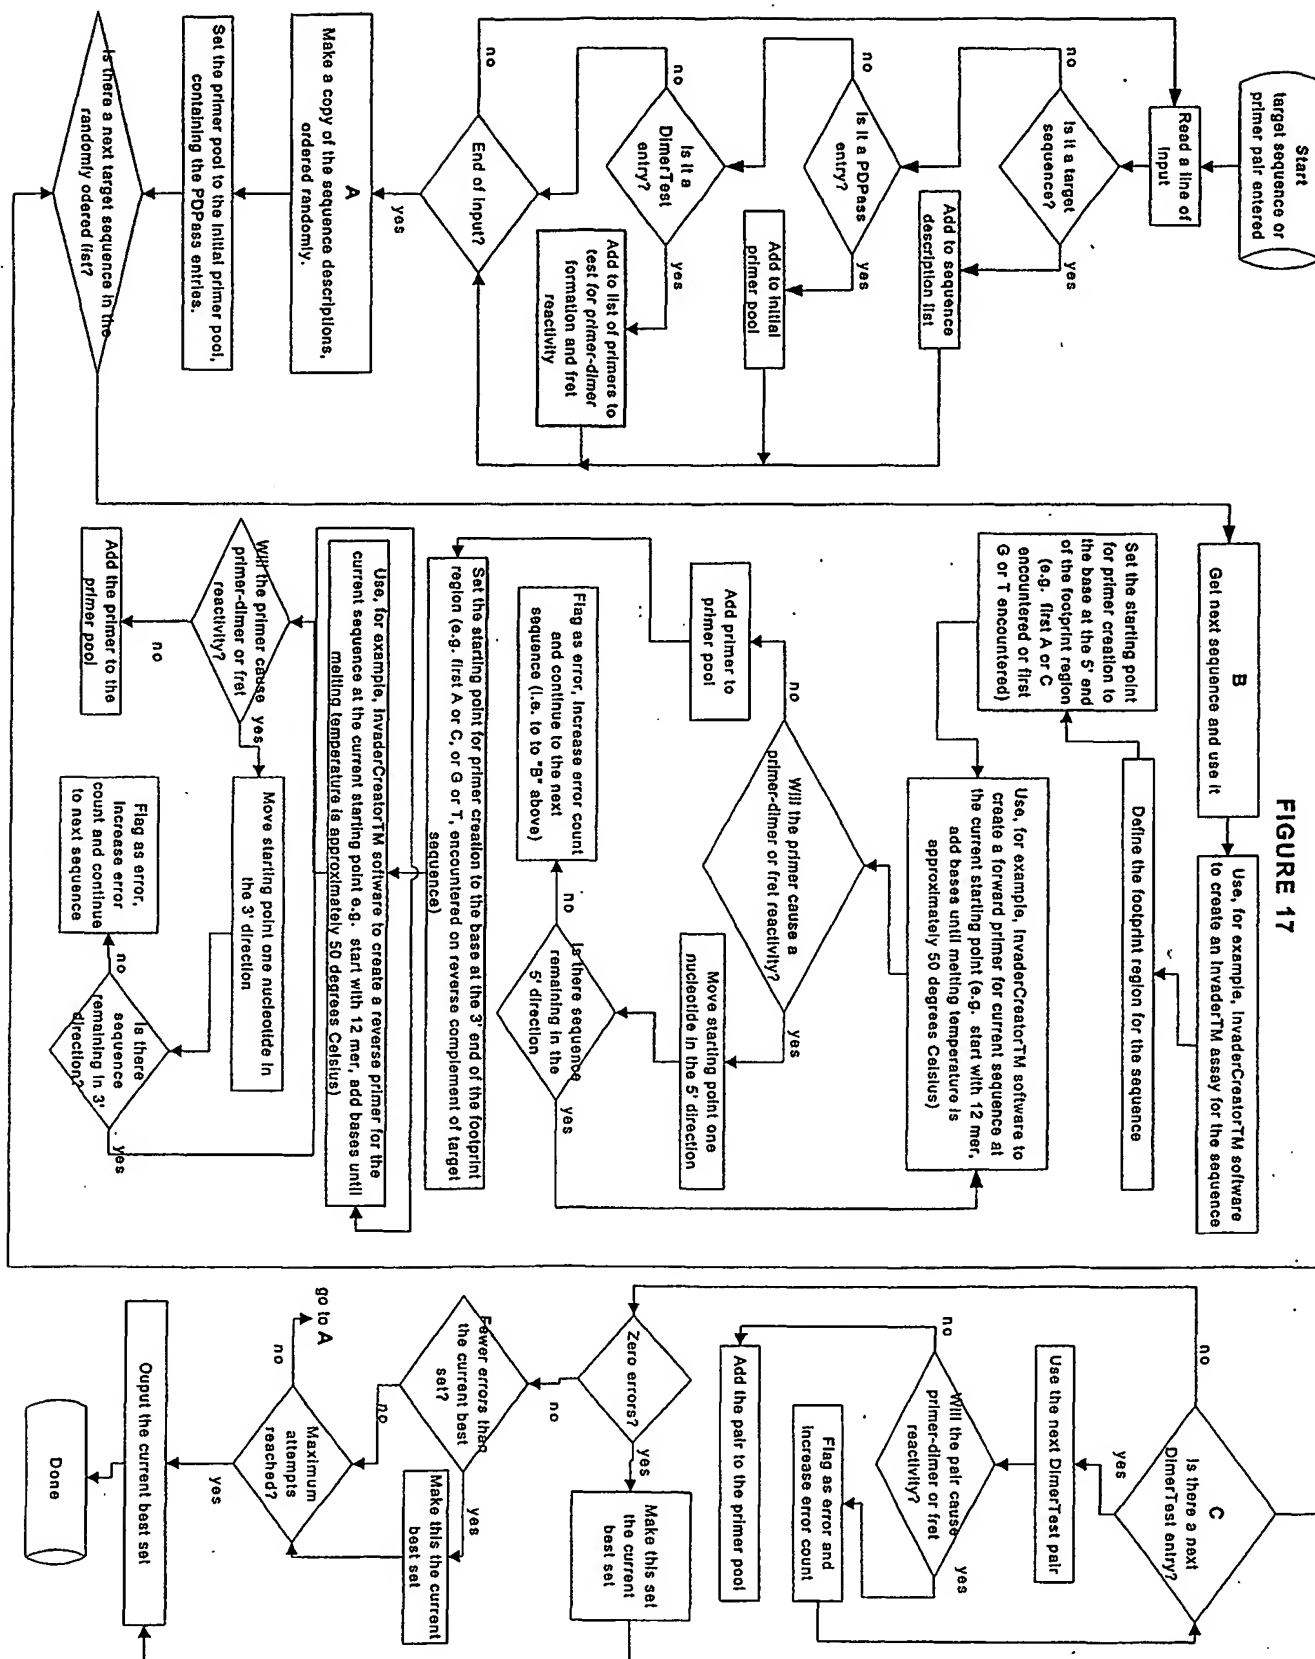 FIGURE 17
Start
target sequence or
primer pair entered
Read a line of
Input
Is it a target
sequence?
no
yes
Add to sequence
description list
Is it a PDPass
entry?
no
yes
Add to initial
primer pool
Is it a
DimerTest
entry?
no
yes
Add to list of primers to
test for primer-dimer
formation and fret
reactivity
End of Input?
no
yes
A
Make a copy of the sequence descriptions,
ordered randomly.
Set the primer pool to the initial primer pool,
containing the PDPass entries.
Is there a next target sequence in the
randomly ordered list?
B
Get next sequence and use it
Use, for example, InvaderCreatorTM software
to create an InvaderTM assay for the sequence
Define the footprint region for the sequence
Set the starting point
for primer creation to
the base at the 5' end
of the footprint region
(e.g. first A or C
encountered or first
G or T encountered)
Use, for example, InvaderCreatorTM software to
create a forward primer for current sequence at
the current starting point (e.g. start with 12 mer,
add bases until melting temperature is
approximately 50 degrees Celsius)
Will the primer cause a
primer-dimer or fret reactivity?
no
yes
Add primer to
primer pool
Move starting point one
nucleotide in the 5' direction
Is there sequence
remaining in the
5' direction
no
yes
Flag as error, Increase error count
and continue to the next
sequence (i.e. to to "B" above)
Set the starting point for primer creation to the base at the 3' end of the footprint
region (e.g. first A or C, or G or T, encountered on reverse complement of target
sequence)
Use, for example, InvaderCreatorTM software to create a reverse primer for the
current sequence at the current starting point e.g. start with 12 mer, add bases until
melting temperature is approximately 50 degrees Celsius)
Will the primer cause
primer-dimer or fret
reactivity?
yes
no
Add the primer to the
primer pool
Move starting point one nucleotide in
the 3' direction
Is there
sequence
remaining in 3'
direction?
no
yes
Flag as error,
Increase error
count and continue
to next sequence
C
Is there a next
DimerTest entry?
no
yes
Use the next DimerTest pair
Will the pair cause
primer-dimer or fret
reactivity?
no
yes
Flag as error and
increase error count
Add the pair to the primer pool
Zero errors?
no
yes
Make this set
the current
best set
Fewer errors than
the current best
set?
no
yes
Make this the current
best set
Maximum
attempts
reached?
no
go to A
yes
Ouput the current best set
Done